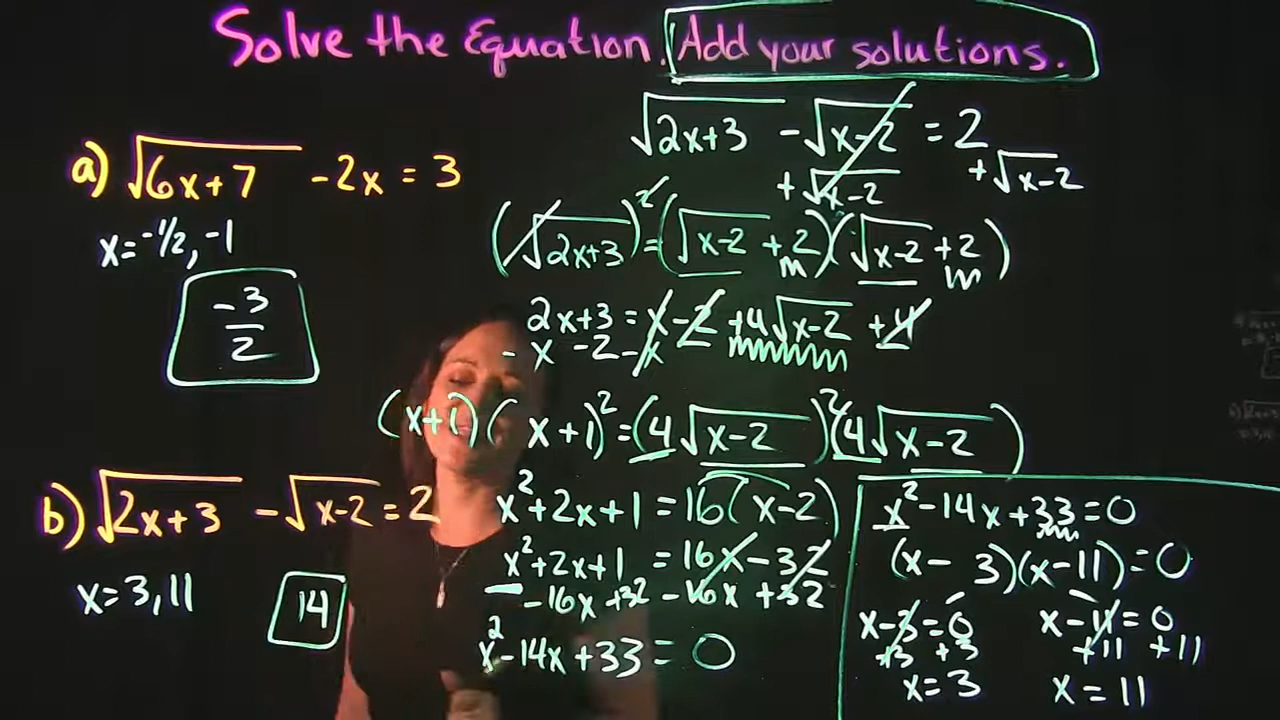 Solve the Equation. Add your solutions.
a) √6x+7 -2x = 3
x = -1/2, -1
-3/2
b) √2x+3 - √x-2 = 2
x = 3, 11
14
√2x+3 - √x-2 = 2
+ √x-2 + √x-2
(√2x+3)² = (√x-2 + 2)(√x-2 + 2)
2x+3 = x - 2 + 4√x-2 + 4
- x - 2 - x
(x+1)(x+1)² = (4√x-2)²(4√x-2)
x²+2x+1 = 16(x-2)
x²+2x+1 = 16x - 32
-16x +32 -16x +32
x²-14x+33 = 0
x²-14x+33=0
(x- 3)(x-11)=0
x-3=0 x-11=0
+3 +3 +11 +11
x=3 x=11